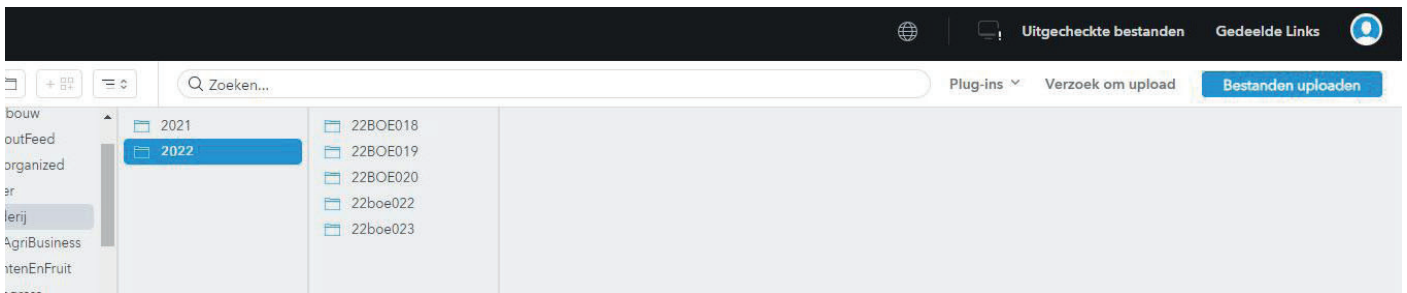 Uitgecheckte bestanden
Gedeelde Links
Zoeken...
Plug-ins
Verzoek om upload
Bestanden uploaden
bouw
outFeed
organized
er
lerij
AgriBusiness
ntenEnFruit
2021
2022
22BOE018
22BOE019
22BOE020
22boe022
22boe023